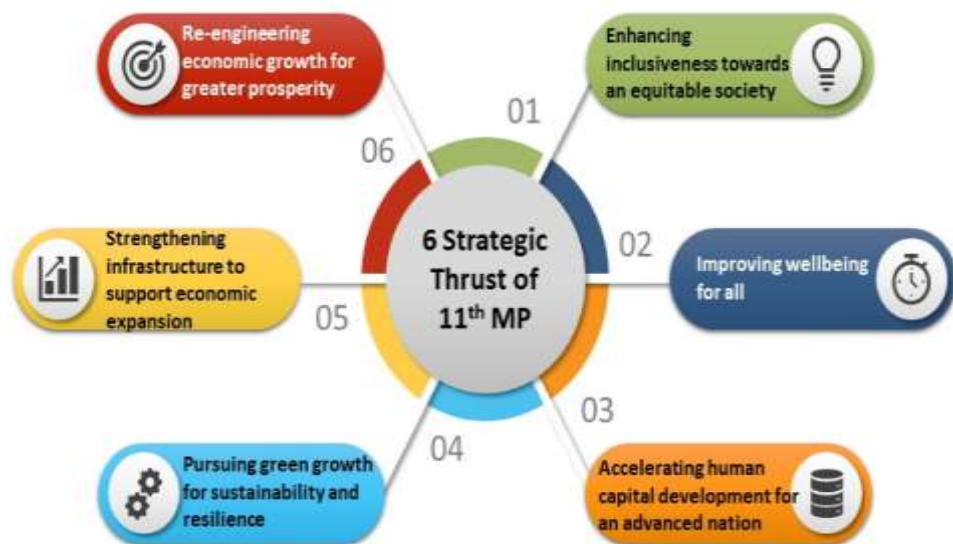 6 Strategic
Thrust of
11th MP
01
Enhancing
inclusiveness towards
an equitable society
02
Improving wellbeing
for all
03
Accelerating human
capital development for
an advanced nation
04
Pursuing green growth
for sustainability and
resilience
05
Strengthening
infrastructure to
support economic
expansion
06
Re-engineering
economic growth for
greater prosperity